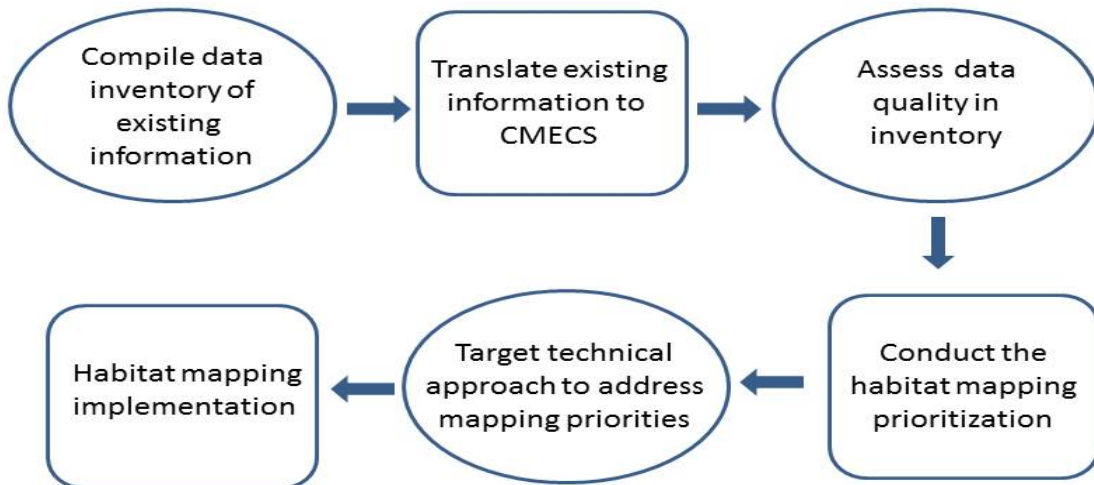 Compile data
inventory of
existing
information
Translate existing
information to
CMECS
Assess data
quality in
inventory
Conduct the
habitat mapping
prioritization
Target technical
approach to address
mapping priorities
Habitat mapping
implementation